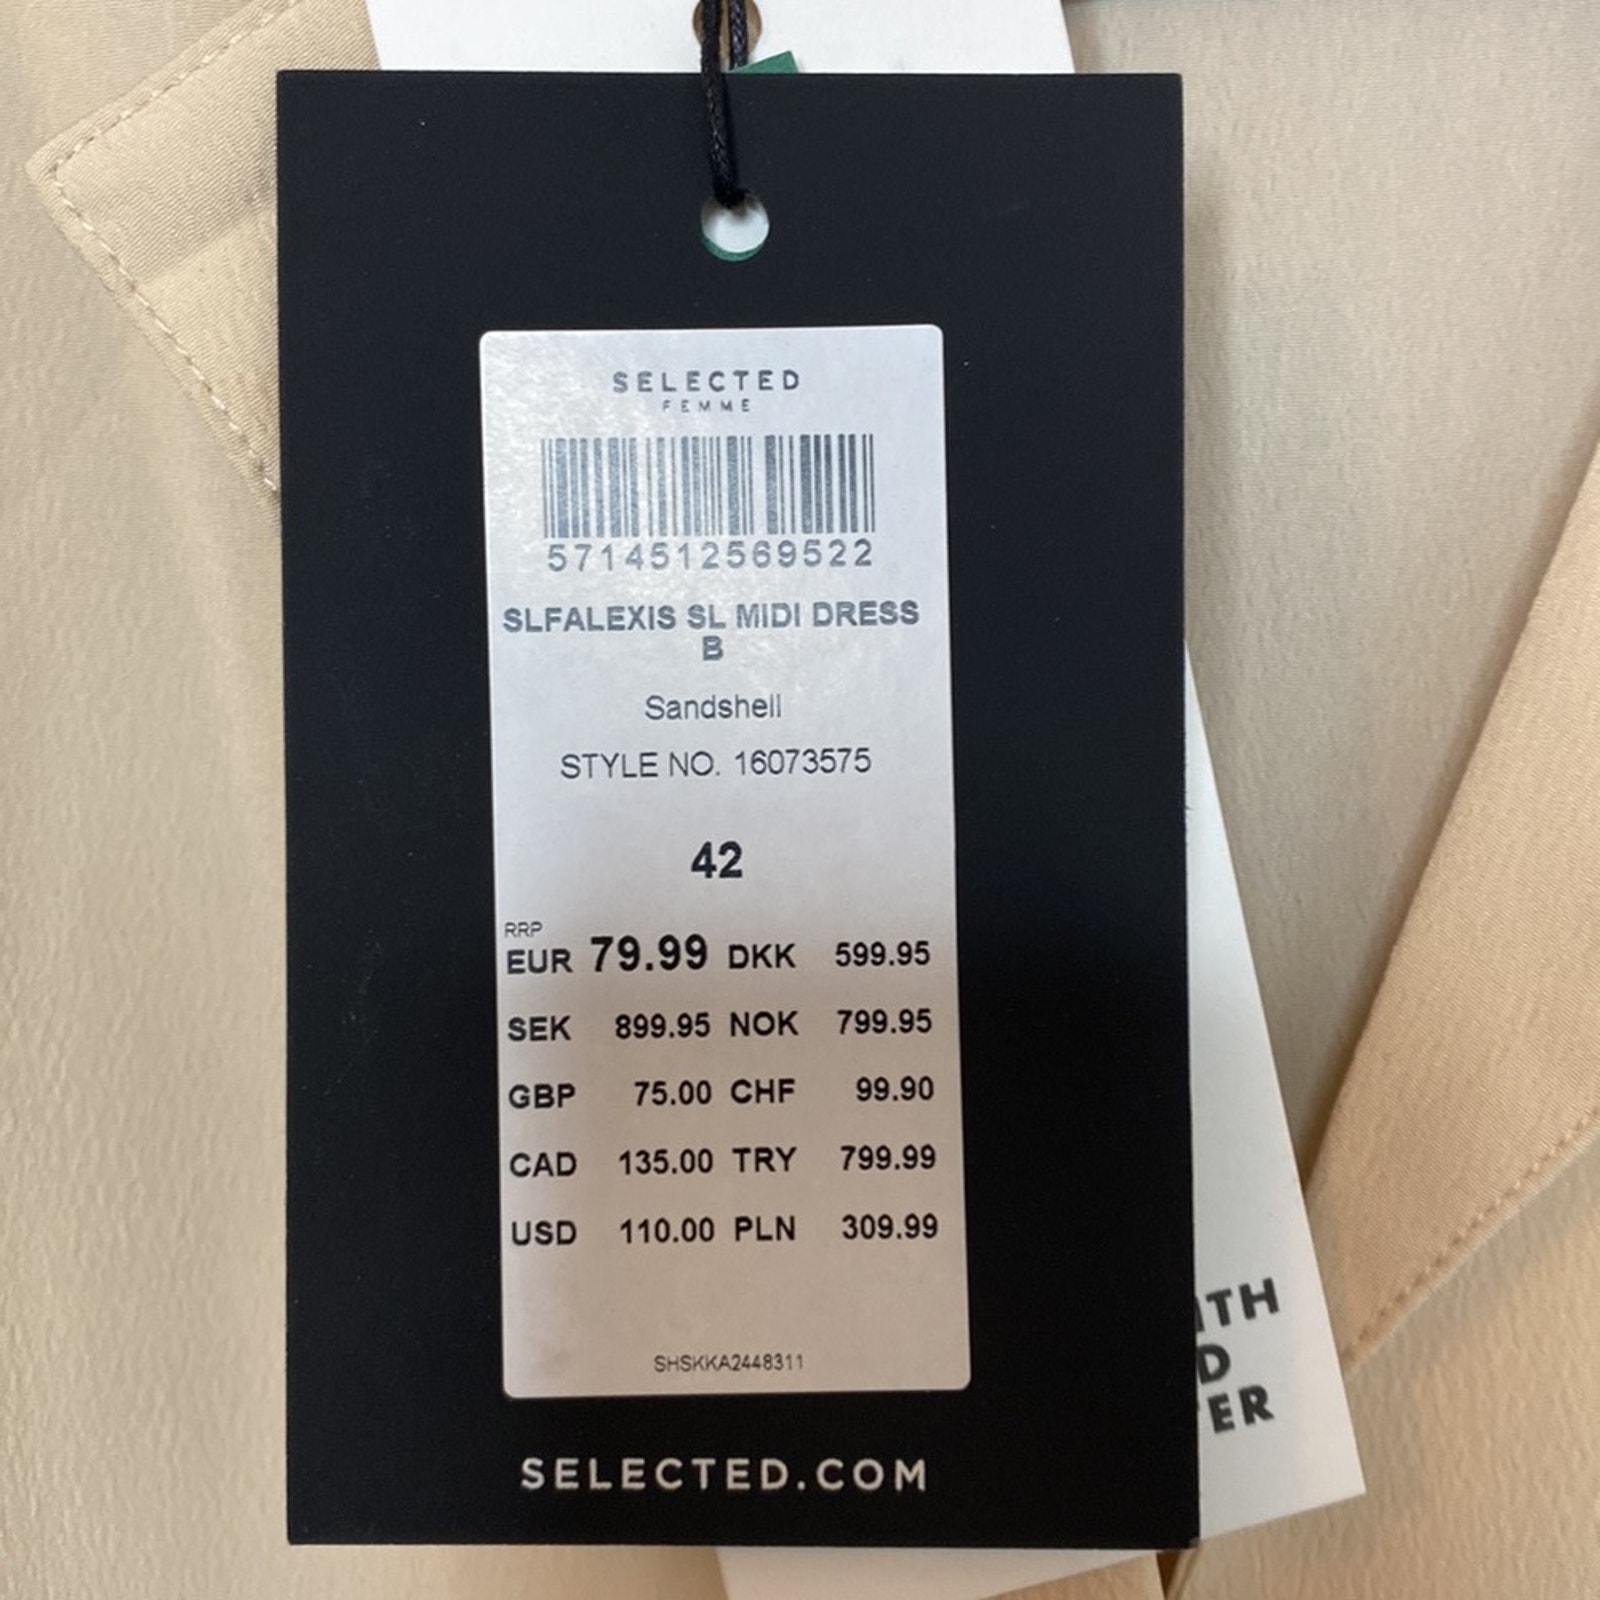 SELECTED
FEMME
5714512569522
SLFALEXIS SL MIDI DRESS
B
Sandshell
STYLE NO. 16073575
42
RRP
EUR 79.99 DKK 599.95
SEK 899.95 NOK 799.95
GBP 75.00 CHF 99.90
CAD 135.00 TRY 799.99
USD 110.00 PLN 309.99
SHSKKA2448311
SELECTED.COM